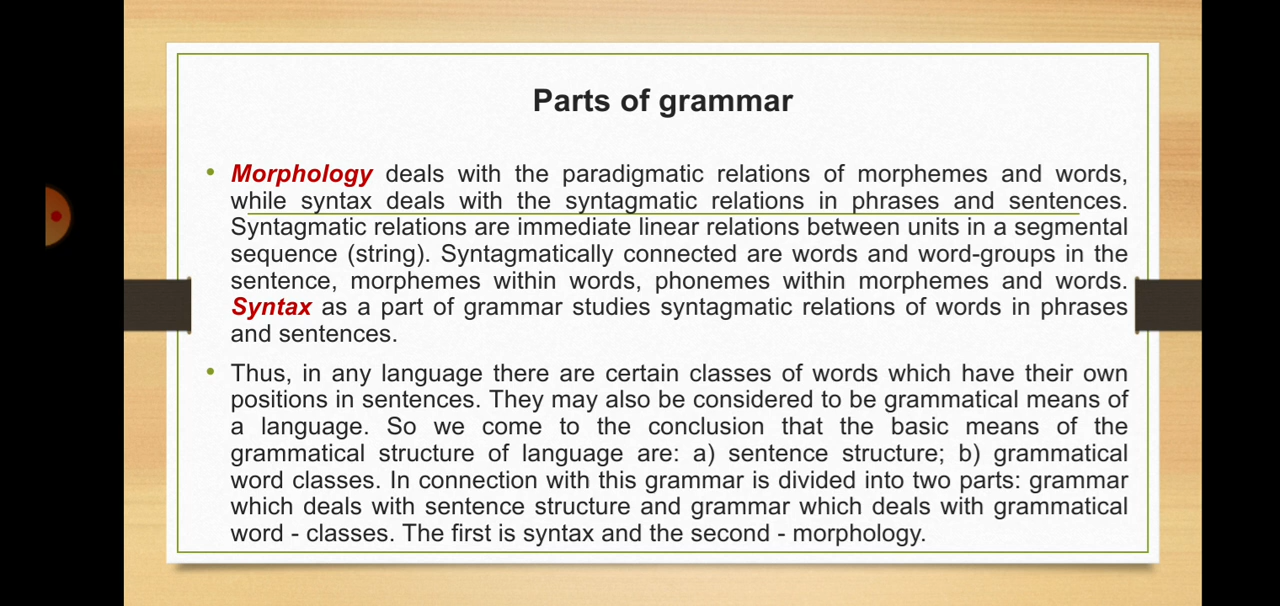 Parts of grammar
• Morphology deals with the paradigmatic relations of morphemes and words,
while syntax deals with the syntagmatic relations in phrases and sentences.
Syntagmatic relations are immediate linear relations between units in a segmental
sequence (string). Syntagmatically connected are words and word-groups in the
sentence, morphemes within words, phonemes within morphemes and words.
Syntax as a part of grammar studies syntagmatic relations of words in phrases
and sentences.
• Thus, in any language there are certain classes of words which have their own
positions in sentences. They may also be considered to be grammatical means of
a language. So we come to the conclusion that the basic means of the
grammatical structure of language are: a) sentence structure; b) grammatical
word classes. In connection with this grammar is divided into two parts: grammar
which deals with sentence structure and grammar which deals with grammatical
word - classes. The first is syntax and the second - morphology.